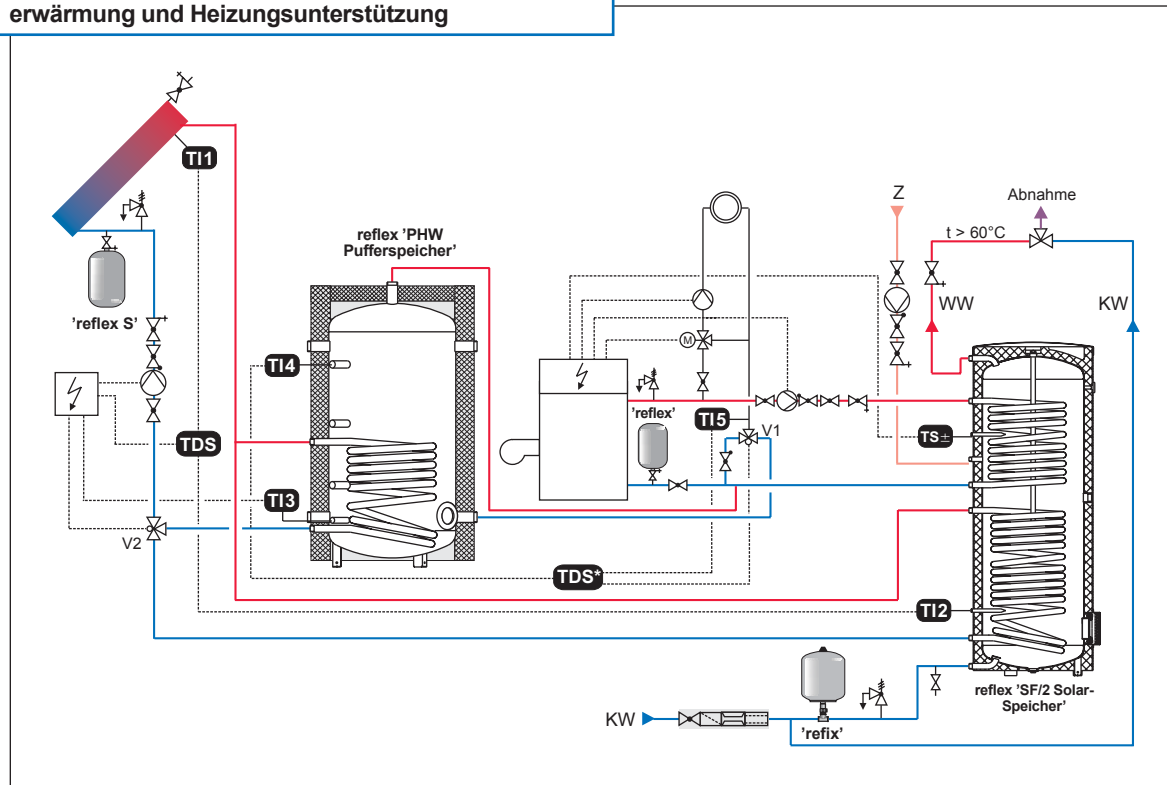 erwärmung und Heizungsunterstützung
TI1
Z
Abnahme
t > 60°C
reflex 'PHW
Pufferspeicher'
'reflex S'
WW
KW
M
TI4
'reflex'
TI5
V1
TS±
TDS
TI3
V2
TDS*
TI2
reflex 'SF/2 Solar-
Speicher'
KW
'refix'